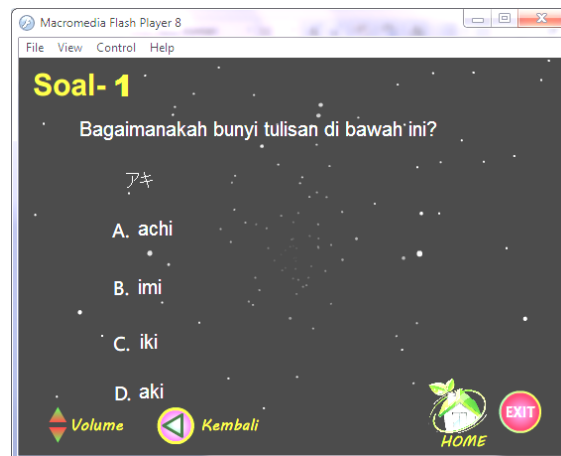 Macromedia Flash Player 8
File View Control Help
Soal- 1
Bagaimanakah bunyi tulisan di bawah ini?
アキ
A. achi
B. imi
C. iki
D. aki
Volume
Kembali
HOME
EXIT